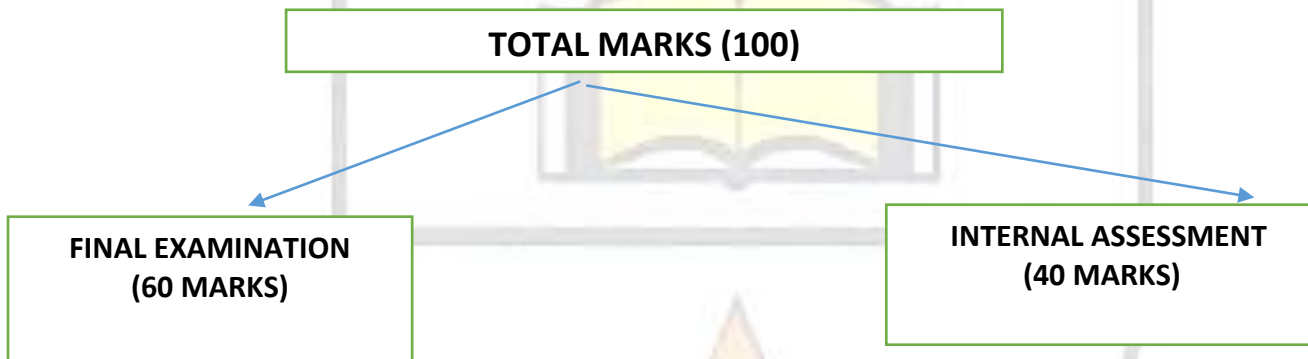 TOTAL MARKS (100)
FINAL EXAMINATION
(60 MARKS)
INTERNAL ASSESSMENT
(40 MARKS)